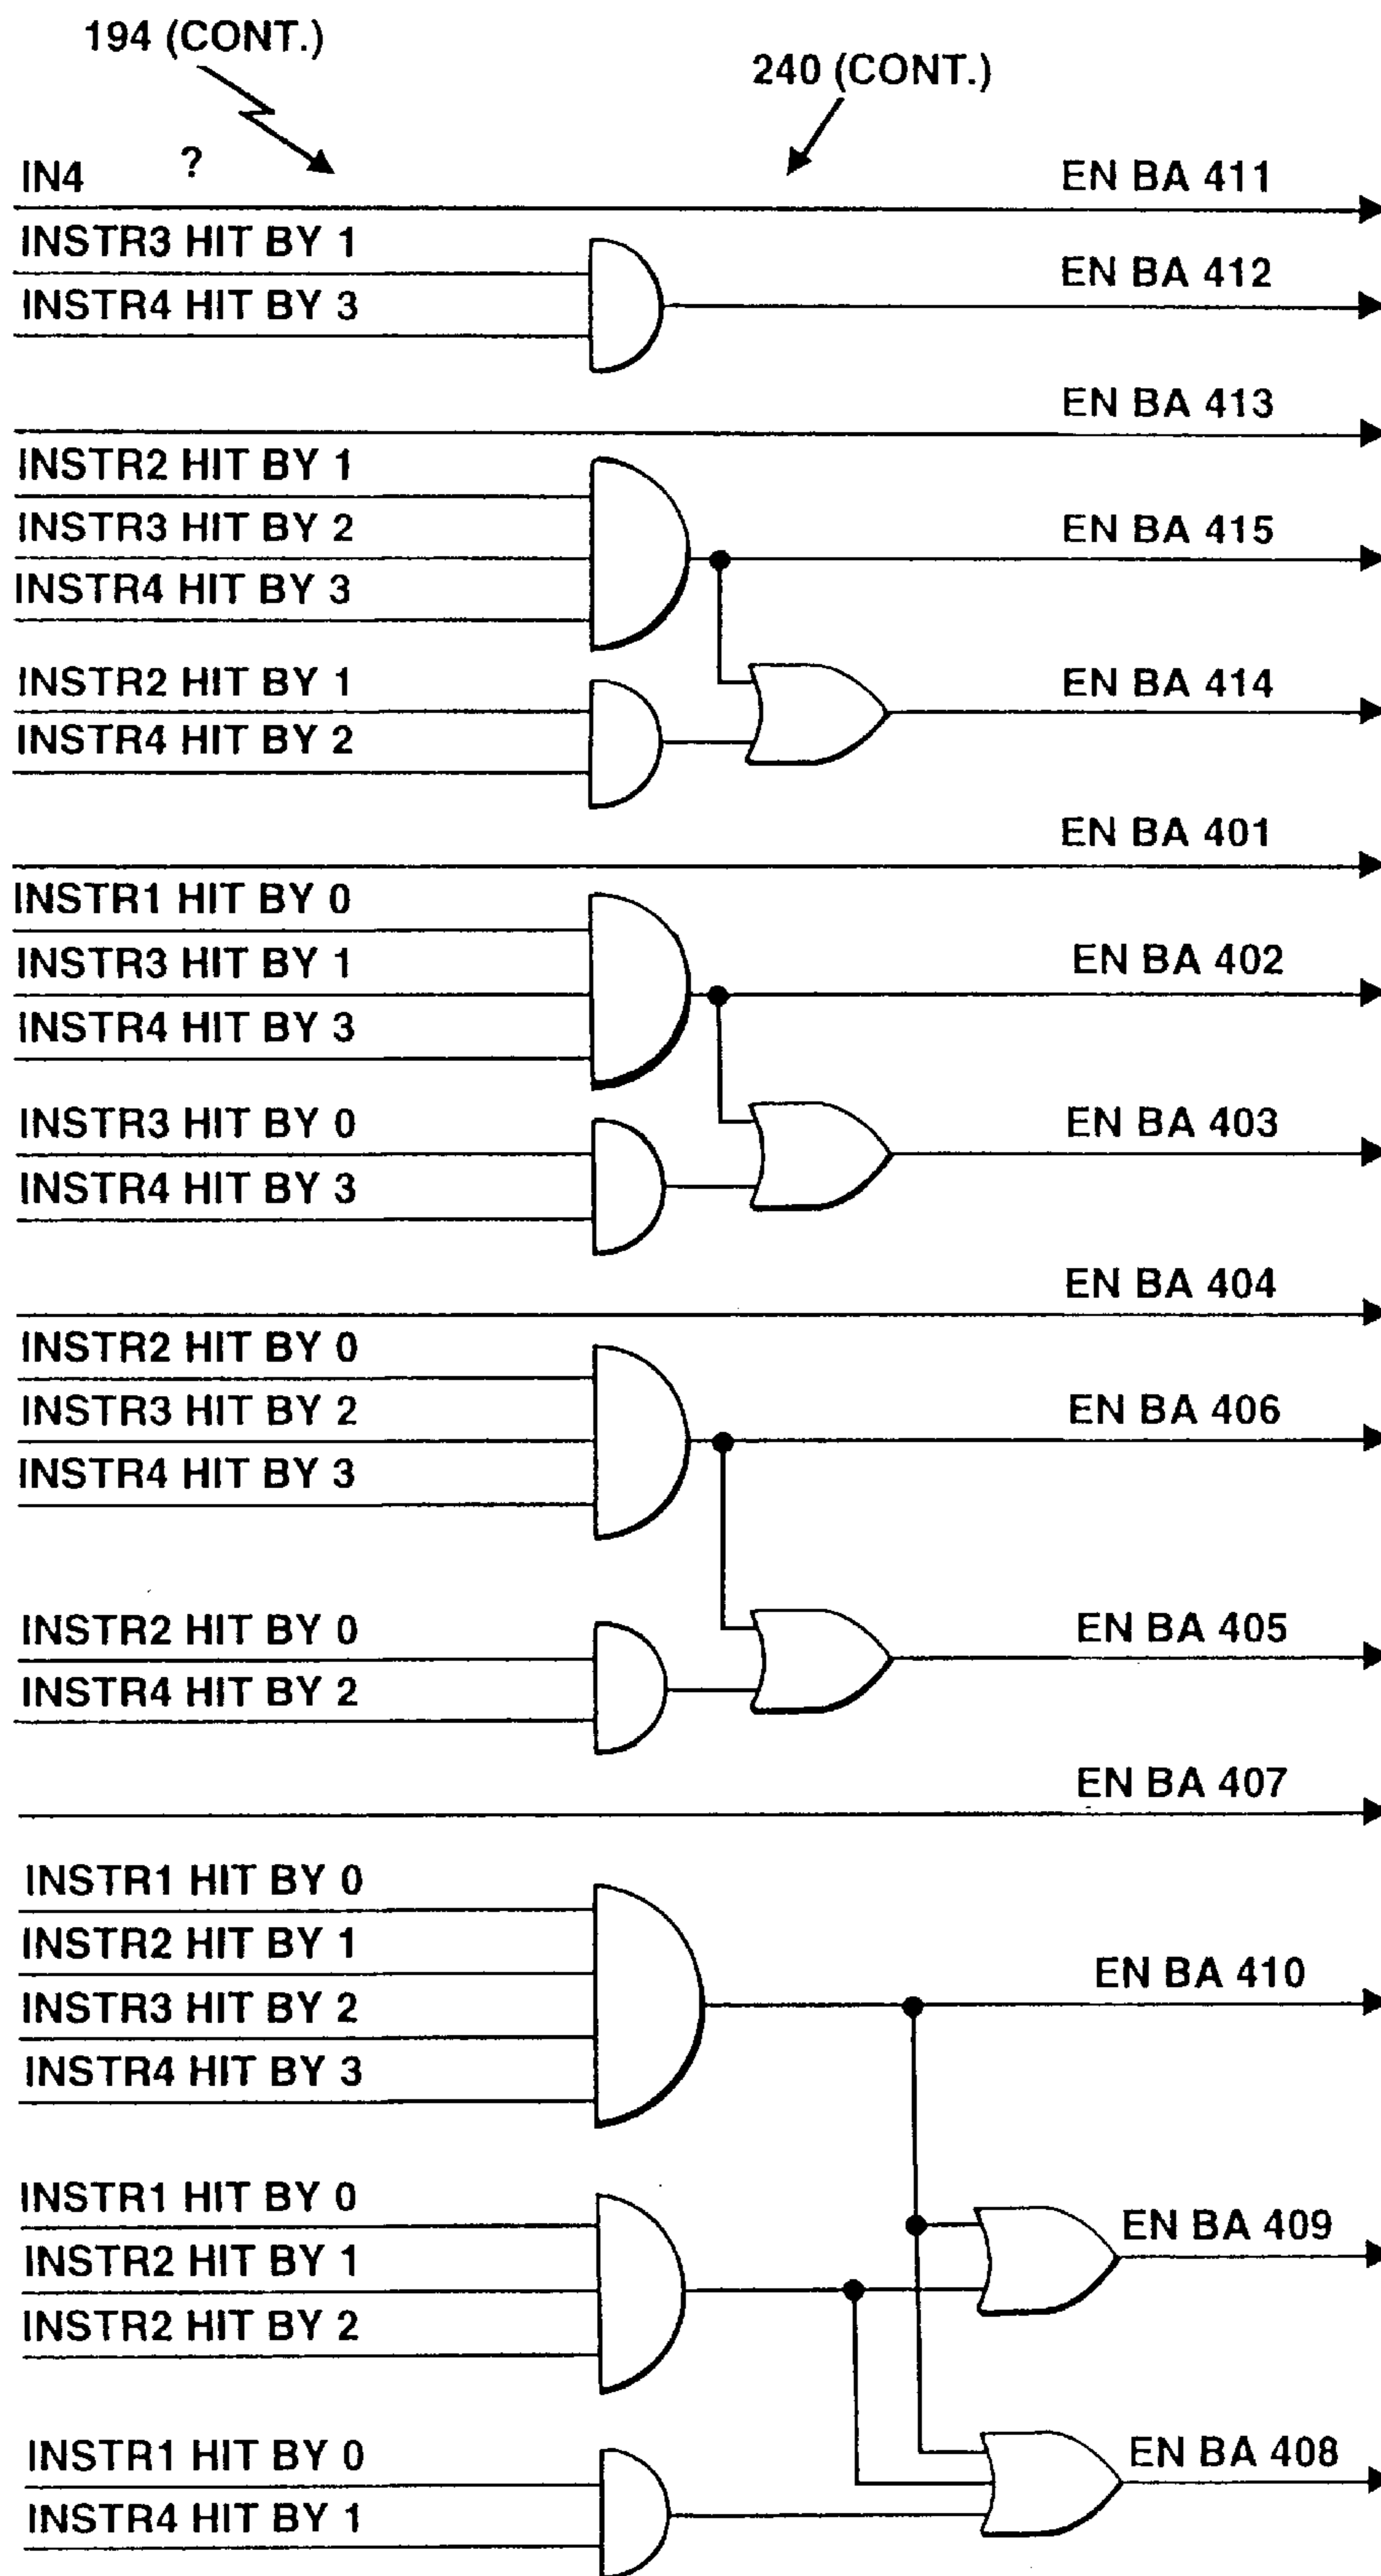 194 (CONT.)
240 (CONT.)
IN4 ?
EN BA 411
INSTR3 HIT BY 1
EN BA 412
INSTR4 HIT BY 3
EN BA 413
INSTR2 HIT BY 1
INSTR3 HIT BY 2
EN BA 415
INSTR4 HIT BY 3
INSTR2 HIT BY 1
EN BA 414
INSTR4 HIT BY 2
EN BA 401
INSTR1 HIT BY 0
INSTR3 HIT BY 1
EN BA 402
INSTR4 HIT BY 3
INSTR3 HIT BY 0
EN BA 403
INSTR4 HIT BY 3
EN BA 404
INSTR2 HIT BY 0
INSTR3 HIT BY 2
EN BA 406
INSTR4 HIT BY 3
INSTR2 HIT BY 0
EN BA 405
INSTR4 HIT BY 2
EN BA 407
INSTR1 HIT BY 0
INSTR2 HIT BY 1
EN BA 410
INSTR3 HIT BY 2
INSTR4 HIT BY 3
INSTR1 HIT BY 0
EN BA 409
INSTR2 HIT BY 1
INSTR2 HIT BY 2
INSTR1 HIT BY 0
EN BA 408
INSTR4 HIT BY 1